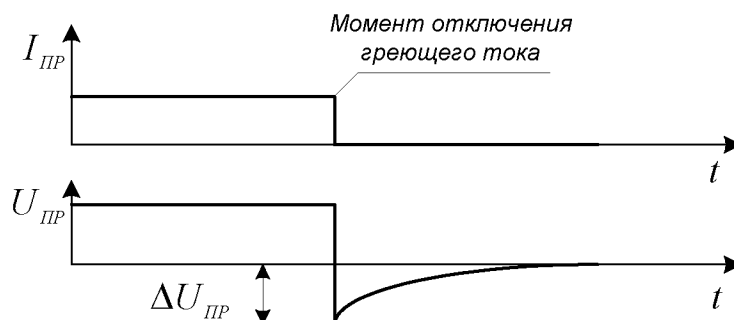 Момент отключения
греющего тока
I_ПР
t
U_ПР
ΔU_ПР
t